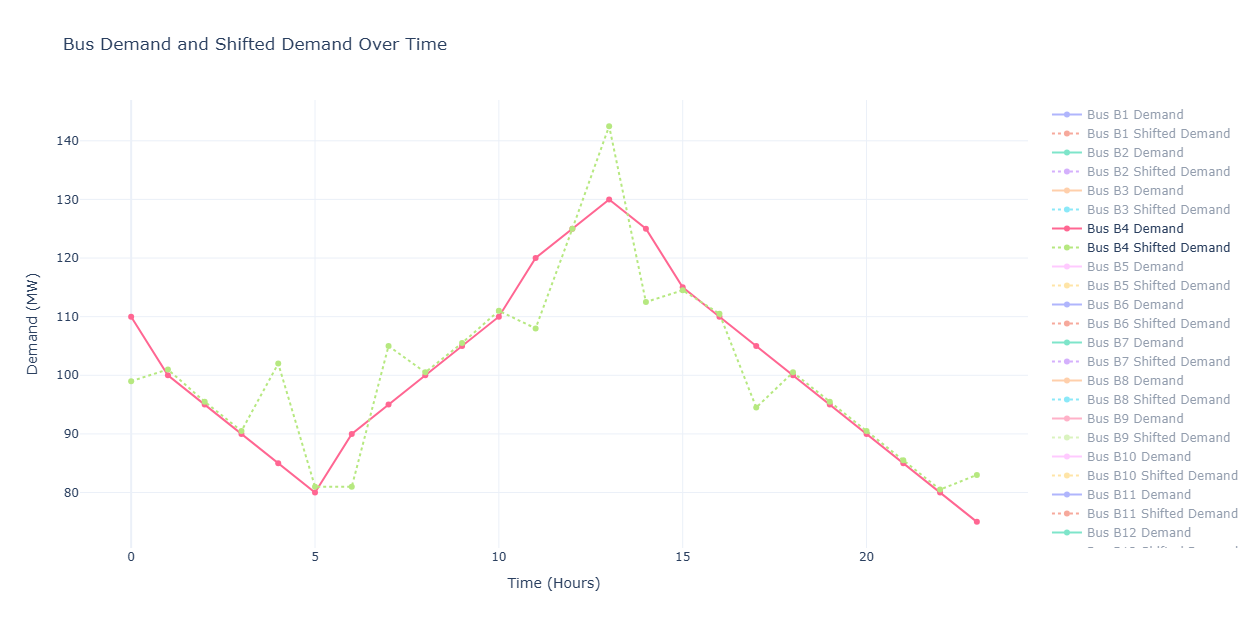 Bus Demand and Shifted Demand Over Time
Demand (MW)
140
130
120
110
100
90
80
0
5
10
15
20
Time (Hours)
Bus B1 Demand
Bus B1 Shifted Demand
Bus B2 Demand
Bus B2 Shifted Demand
Bus B3 Demand
Bus B3 Shifted Demand
Bus B4 Demand
Bus B4 Shifted Demand
Bus B5 Demand
Bus B5 Shifted Demand
Bus B6 Demand
Bus B6 Shifted Demand
Bus B7 Demand
Bus B7 Shifted Demand
Bus B8 Demand
Bus B8 Shifted Demand
Bus B9 Demand
Bus B9 Shifted Demand
Bus B10 Demand
Bus B10 Shifted Demand
Bus B11 Demand
Bus B11 Shifted Demand
Bus B12 Demand